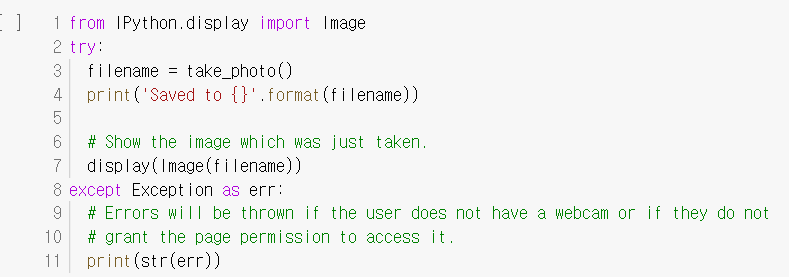 [ ] 1 from IPython.display import Image
2 try:
3   filename = take_photo()
4   print('Saved to {}'.format(filename))
5
6   # Show the image which was just taken.
7   display(Image(filename))
8 except Exception as err:
9   # Errors will be thrown if the user does not have a webcam or if they do not
10   # grant the page permission to access it.
11   print(str(err))